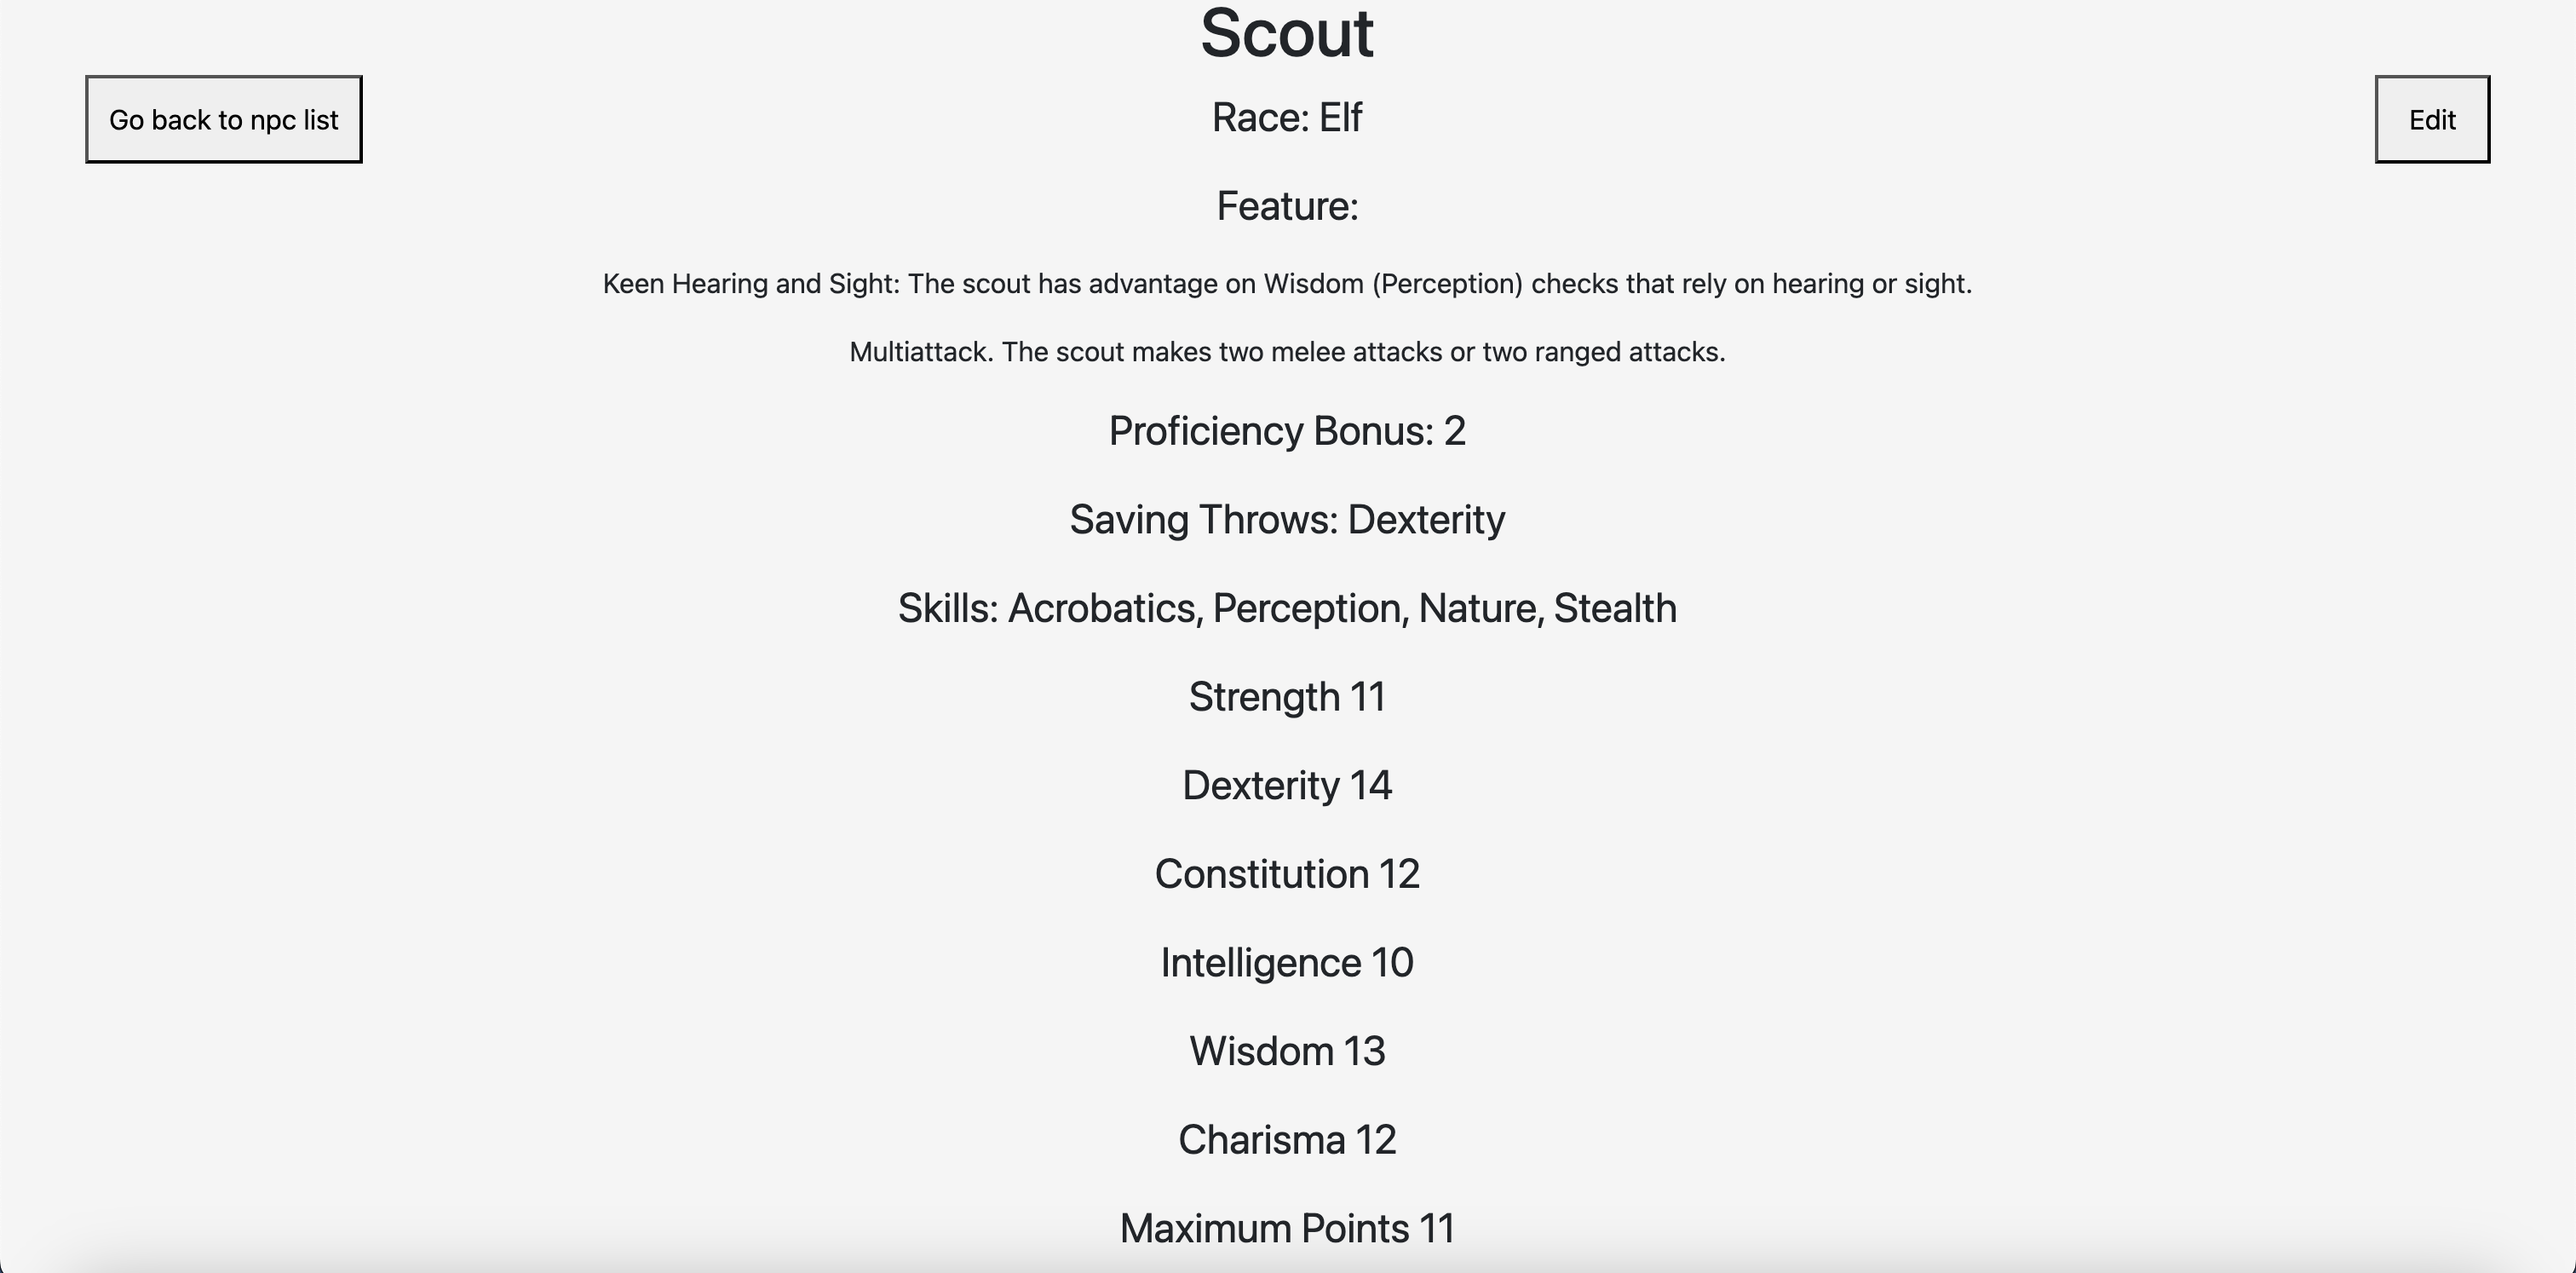 Scout
Go back to npc list
Race: Elf
Edit
Feature:
Keen Hearing and Sight: The scout has advantage on Wisdom (Perception) checks that rely on hearing or sight.
Multiattack. The scout makes two melee attacks or two ranged attacks.
Proficiency Bonus: 2
Saving Throws: Dexterity
Skills: Acrobatics, Perception, Nature, Stealth
Strength 11
Dexterity 14
Constitution 12
Intelligence 10
Wisdom 13
Charisma 12
Maximum Points 11